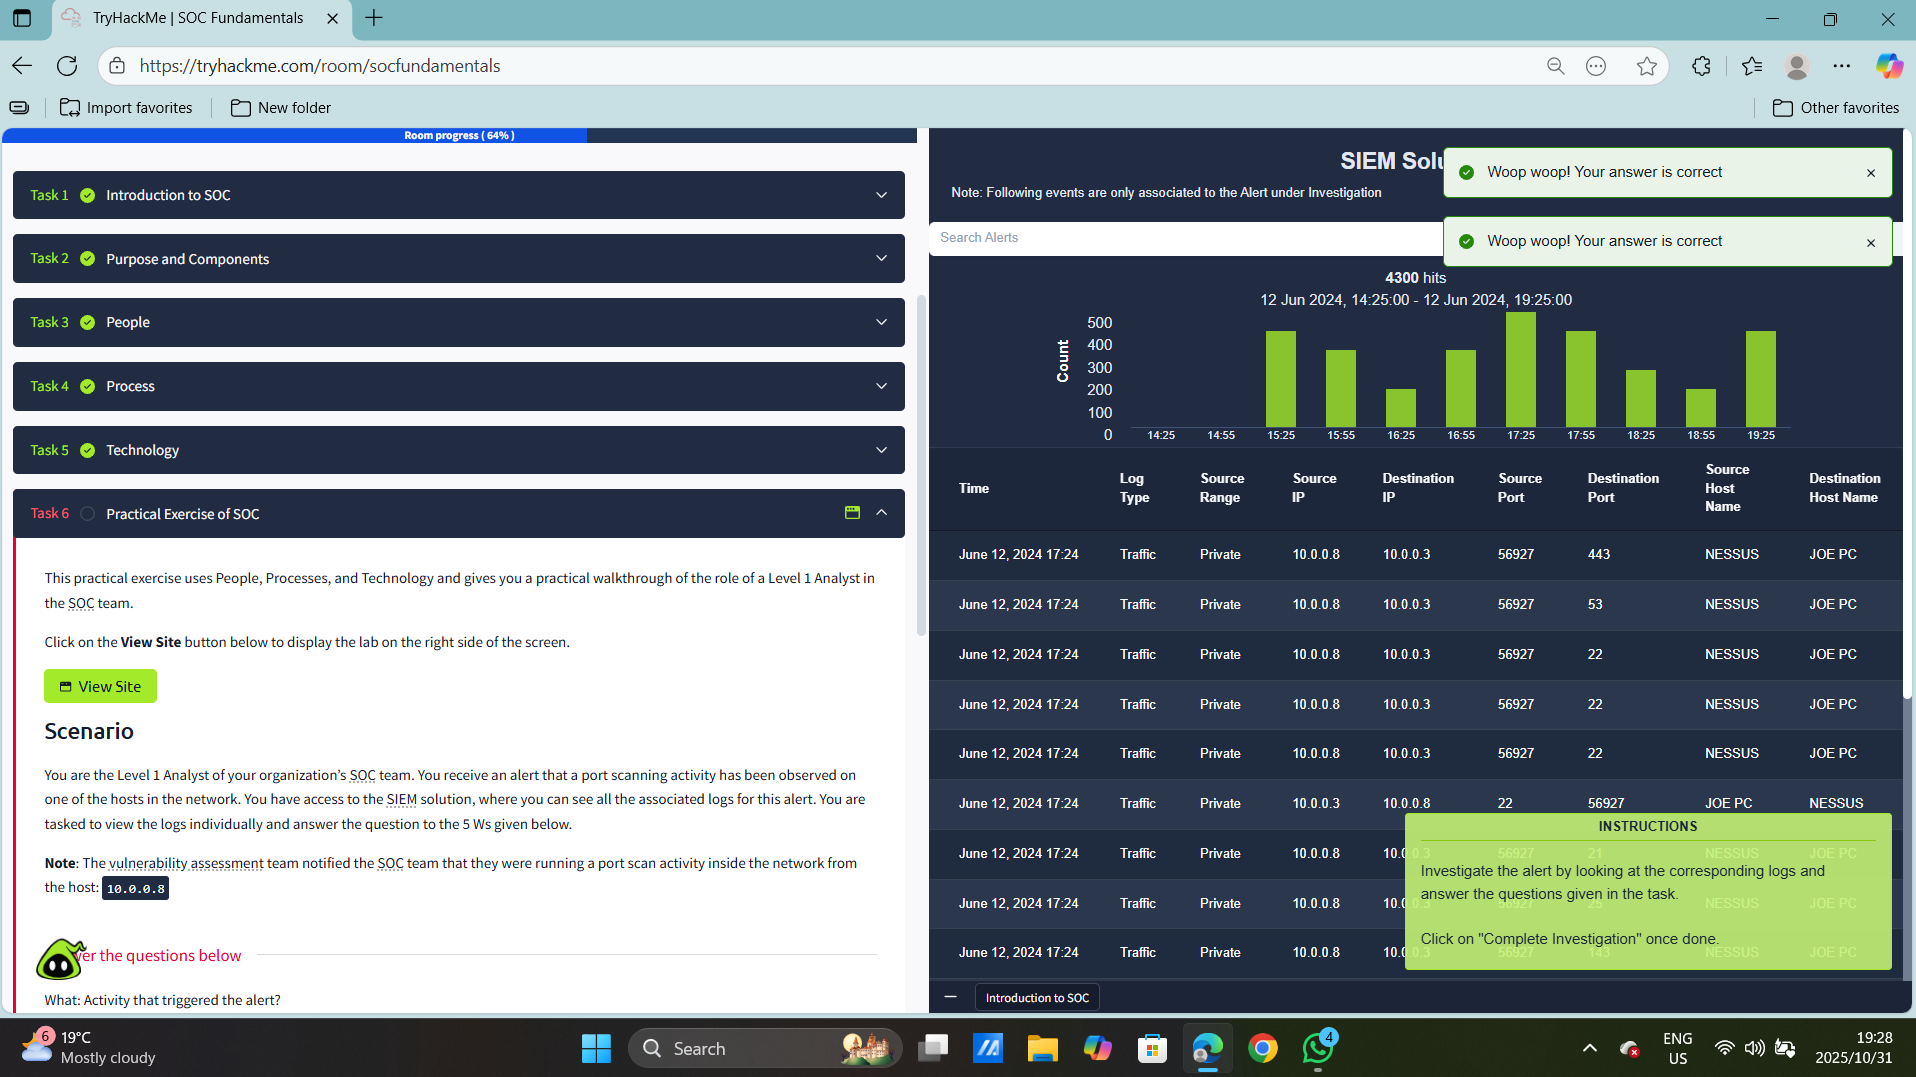 TryHackMe | SOC Fundamentals
https://tryhackme.com/room/socfundamentals
Import favorites
New folder
Other favorites
Room progress ( 64% )
Task 1 Introduction to SOC
Task 2 Purpose and Components
Task 3 People
Task 4 Process
Task 5 Technology
Task 6 Practical Exercise of SOC
This practical exercise uses People, Processes, and Technology and gives you a practical walkthrough of the role of a Level 1 Analyst in
the SOC team.
Click on the View Site button below to display the lab on the right side of the screen.
View Site
Scenario
You are the Level 1 Analyst of your organization's SOC team. You receive an alert that a port scanning activity has been observed on
one of the hosts in the network. You have access to the SIEM solution, where you can see all the associated logs for this alert. You are
tasked to view the logs individually and answer the question to the 5 Ws given below.
Note: The vulnerability assessment team notified the SOC team that they were running a port scan activity inside the network from
the host: 10.0.0.8
er the questions below
What: Activity that triggered the alert?
SIEM Solu
Note: Following events are only associated to the Alert under Investigation
Woop woop! Your answer is correct
Woop woop! Your answer is correct
Search Alerts
4300 hits
12 Jun 2024, 14:25:00 - 12 Jun 2024, 19:25:00
Count
500
400
300
200
100
0
14:25 14:55 15:25 15:55 16:25 16:55 17:25 17:55 18:25 18:55 19:25
Time Log Type Source Range Source IP Destination IP Source Port Destination Port Source Host Name Destination Host Name
June 12, 2024 17:24 Traffic Private 10.0.0.8 10.0.0.3 56927 443 NESSUS JOE PC
June 12, 2024 17:24 Traffic Private 10.0.0.8 10.0.0.3 56927 53 NESSUS JOE PC
June 12, 2024 17:24 Traffic Private 10.0.0.8 10.0.0.3 56927 22 NESSUS JOE PC
June 12, 2024 17:24 Traffic Private 10.0.0.8 10.0.0.3 56927 22 NESSUS JOE PC
June 12, 2024 17:24 Traffic Private 10.0.0.8 10.0.0.3 56927 22 NESSUS JOE PC
June 12, 2024 17:24 Traffic Private 10.0.0.3 10.0.0.8 22 56927 JOE PC NESSUS
June 12, 2024 17:24 Traffic Private 10.0.0.8 10.0.0.3 56927 21 NESSUS JOE PC
June 12, 2024 17:24 Traffic Private 10.0.0.8 10.0 56927 25 NESSUS JOE PC
June 12, 2024 17:24 Traffic Private 10.0.0.8 10.0.0.3 56927 143 NESSUS JOE PC
INSTRUCTIONS
Investigate the alert by looking at the corresponding logs and
answer the questions given in the task.
Click on "Complete Investigation" once done.
Introduction to SOC
6
19°C
Mostly cloudy
Search
4
ENG
US
19:28
2025/10/31